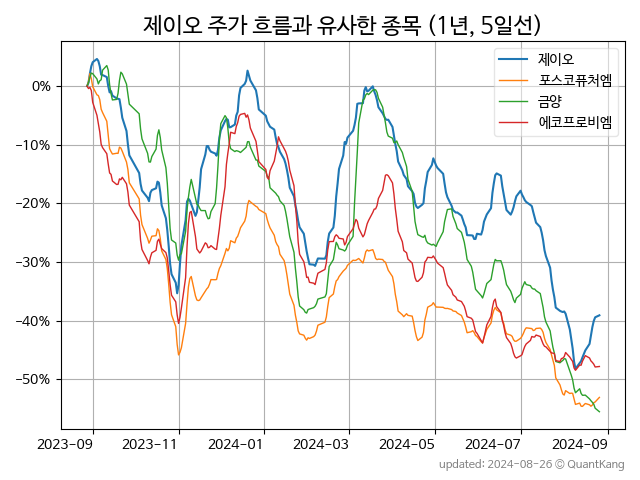 제이오 주가 흐름과 유사한 종목 (1년, 5일선)
제이오
포스코퓨처엠
금양
에코프로비엠
0%
−10%
−20%
−30%
−40%
−50%
2023-09 2023-11 2024-01 2024-03 2024-05 2024-07 2024-09
updated: 2024-08-26 © QuantKang